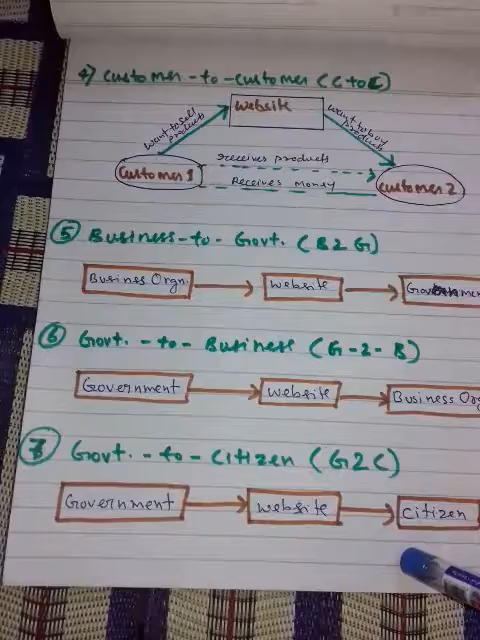 4) Customer-to-Customer (C to C)
Website
Want to sell products
Want to buy products
receives products
Customer 1
Receives money
Customer 2
⑤ Business-to-Govt. (B2G)
Business Orgn.
Website
⑥ Govt.-to-Business (G-2-B)
Government
Website
Business Org
⑦ Govt.-to-Citizen (G2C)
Government
Website
Citizen